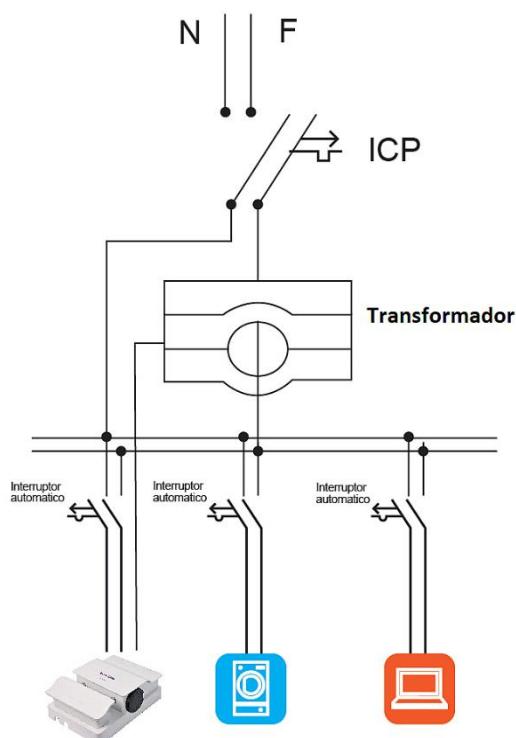 N F
ICP
Transformador
Interruptor
automatico
Interruptor
automatico
Interruptor
automatico